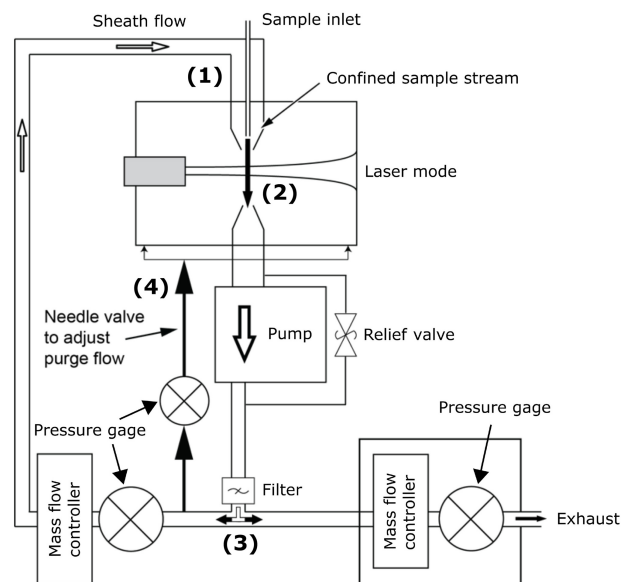 Sheath flow
Sample inlet
(1)
Confined sample stream
Laser mode
(2)
(4)
Needle valve
to adjust
purge flow
Pump
Relief valve
Pressure gage
Pressure gage
Mass flow
controller
Filter
(3)
Mass flow
controller
Exhaust